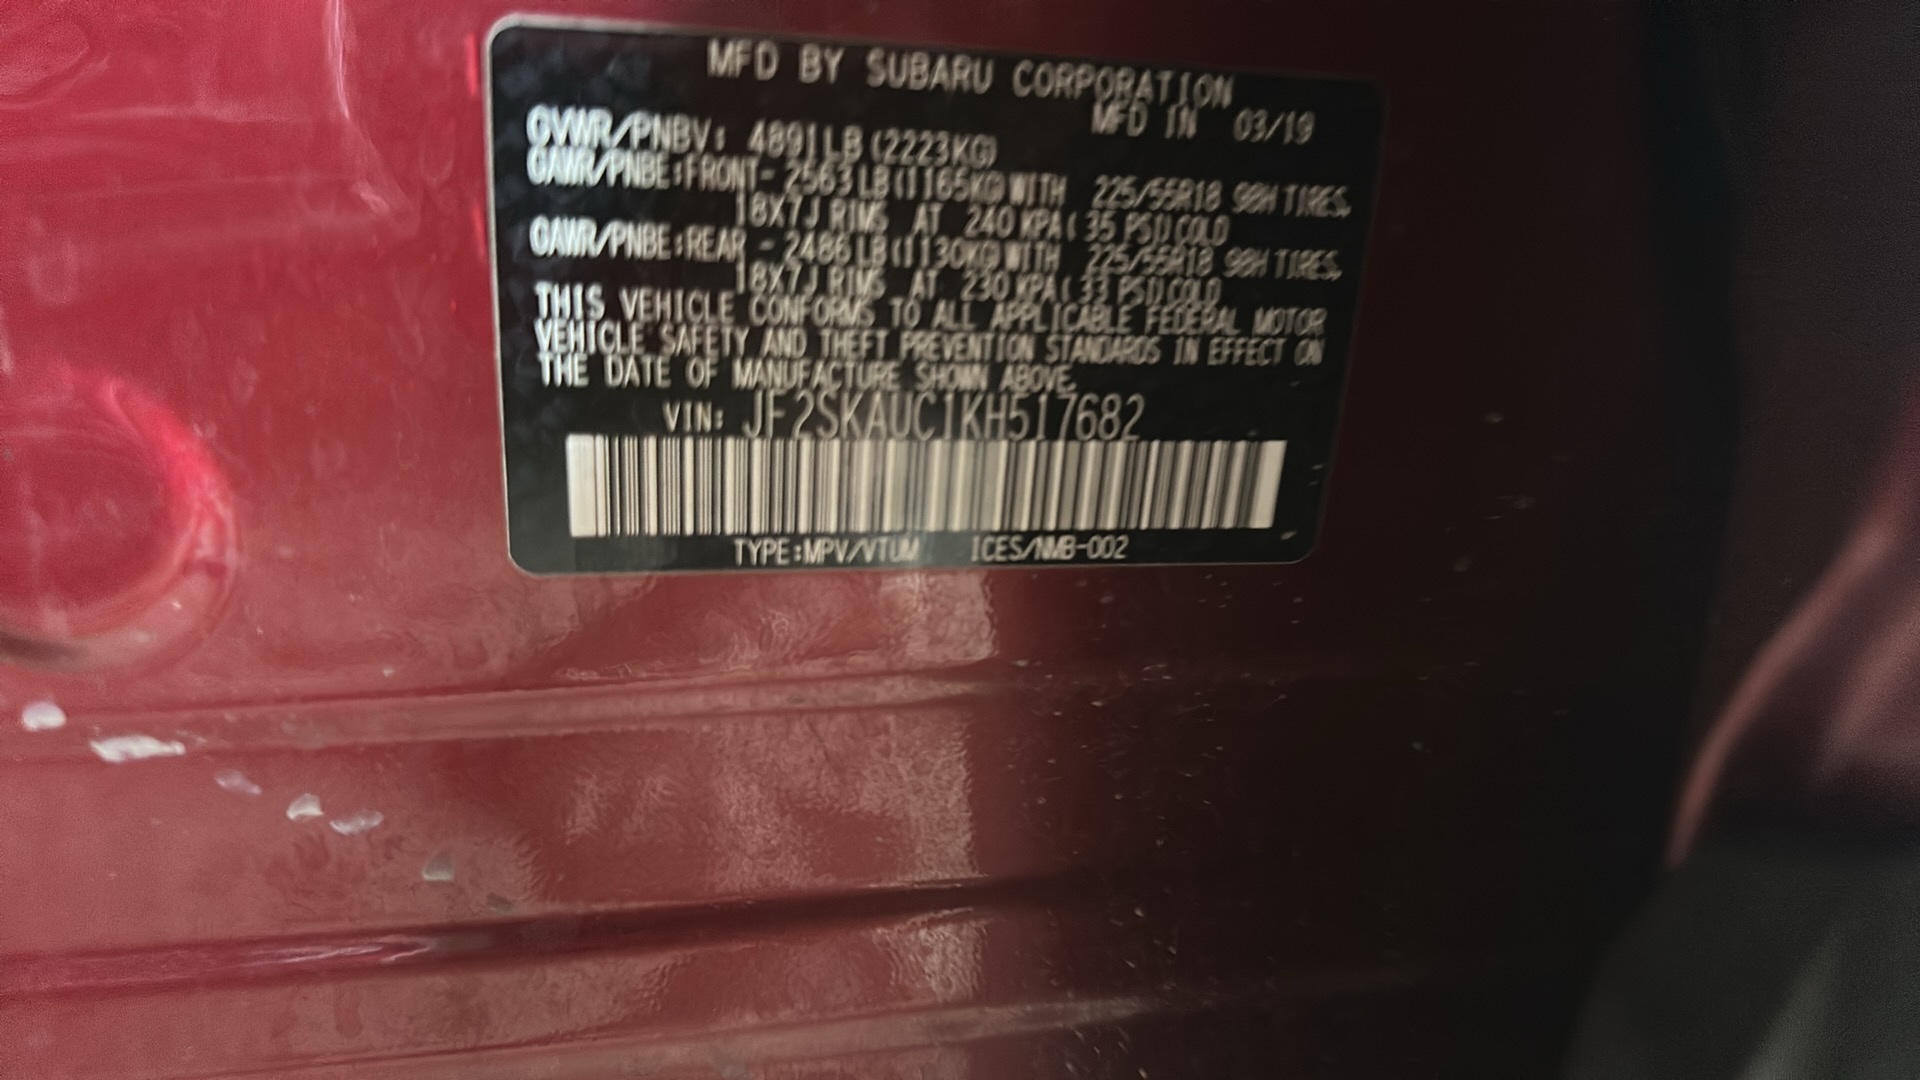 MFD BY SUBARU CORPORATION
MFD IN 03/19
GVWR/PNBV: 4891LB(2223KG)
GAWR/PNBE:FRONT- 2563LB(1165KG)WITH 225/55R18 98H TIRES,
18X7J RIMS AT 240 KPA( 35 PSI)COLD
GAWR/PNBE:REAR - 2486LB(1130KG)WITH 225/55R18 98H TIRES,
18X7J RIMS AT 230 KPA( 33 PSI)COLD
THIS VEHICLE CONFORMS TO ALL APPLICABLE FEDERAL MOTOR
VEHICLE SAFETY AND THEFT PREVENTION STANDARDS IN EFFECT ON
THE DATE OF MANUFACTURE SHOWN ABOVE.
VIN: JF2SKAUC1KH517682
TYPE:MPV/VTUM ICES/NMB-002